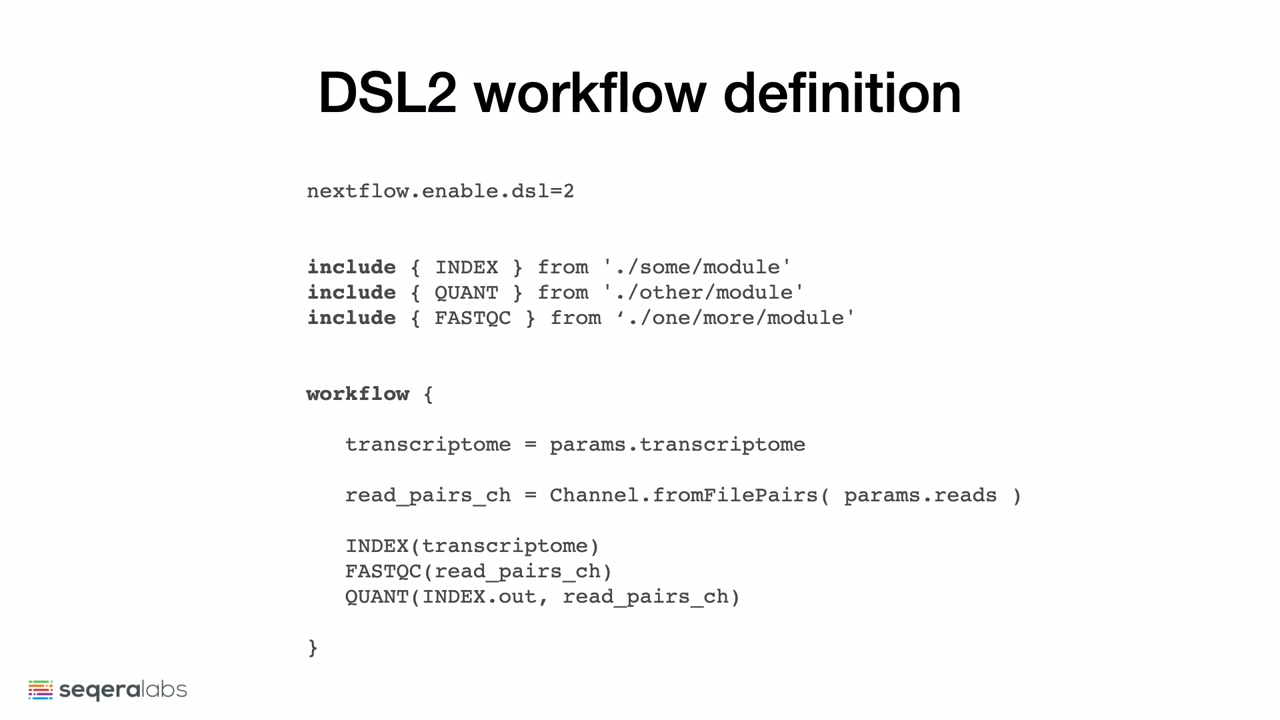 DSL2 workflow definition
nextflow.enable.dsl=2
include { INDEX } from './some/module'
include { QUANT } from './other/module'
include { FASTQC } from ‘./one/more/module'
workflow {
transcriptome = params.transcriptome
read_pairs_ch = Channel.fromFilePairs( params.reads )
INDEX(transcriptome)
FASTQC(read_pairs_ch)
QUANT(INDEX.out, read_pairs_ch)
}
seqeralabs